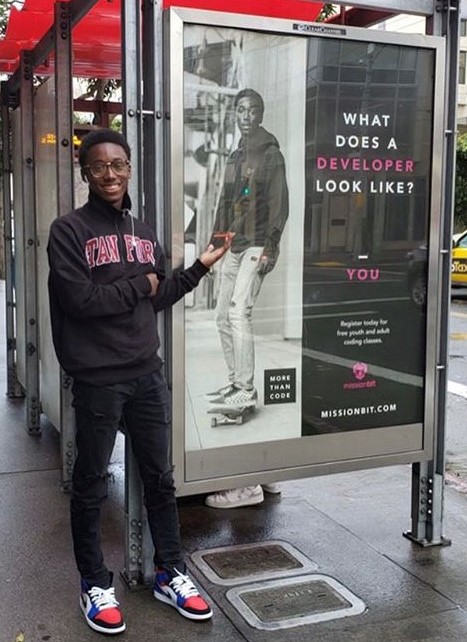 CLEARCHANNEL
WHAT
DOES A
DEVELOPER
LOOK LIKE?
YOU
Register today for
free youth and adult
coding classes.
missionbit
MISSIONBIT.COM
MORE
THAN
CODE
STANFORD